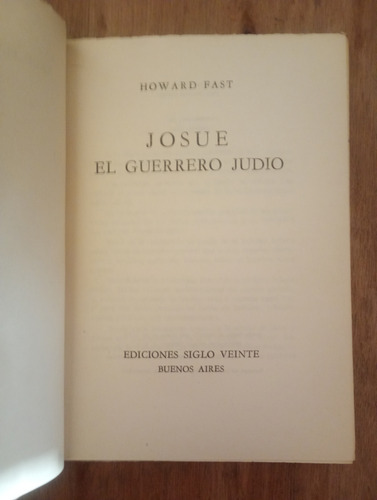 HOWARD FAST
JOSUE
EL GUERRERO JUDIO
EDICIONES SIGLO VEINTE
BUENOS AIRES